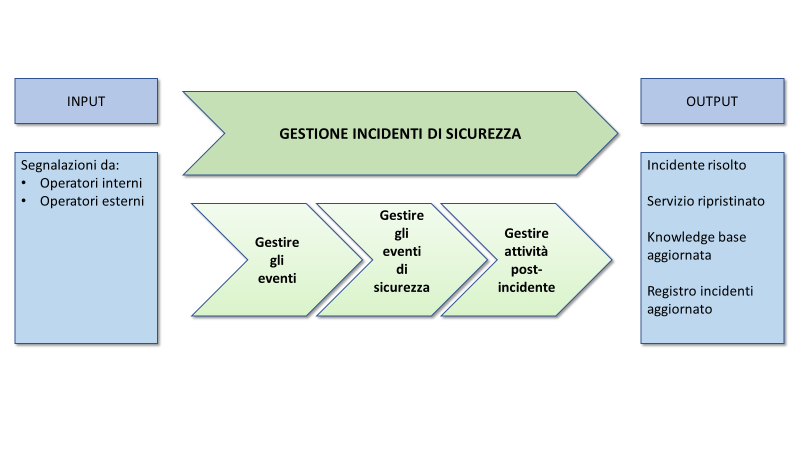 INPUT
GESTIONE INCIDENTI DI SICUREZZA
OUTPUT
Segnalazioni da:
• Operatori interni
• Operatori esterni
Gestire
gli
eventi
Gestire
gli
eventi
di
sicurezza
Gestire
attività
post-
incidente
Incidente risolto
Servizio ripristinato
Knowledge base
aggiornata
Registro incidenti
aggiornato